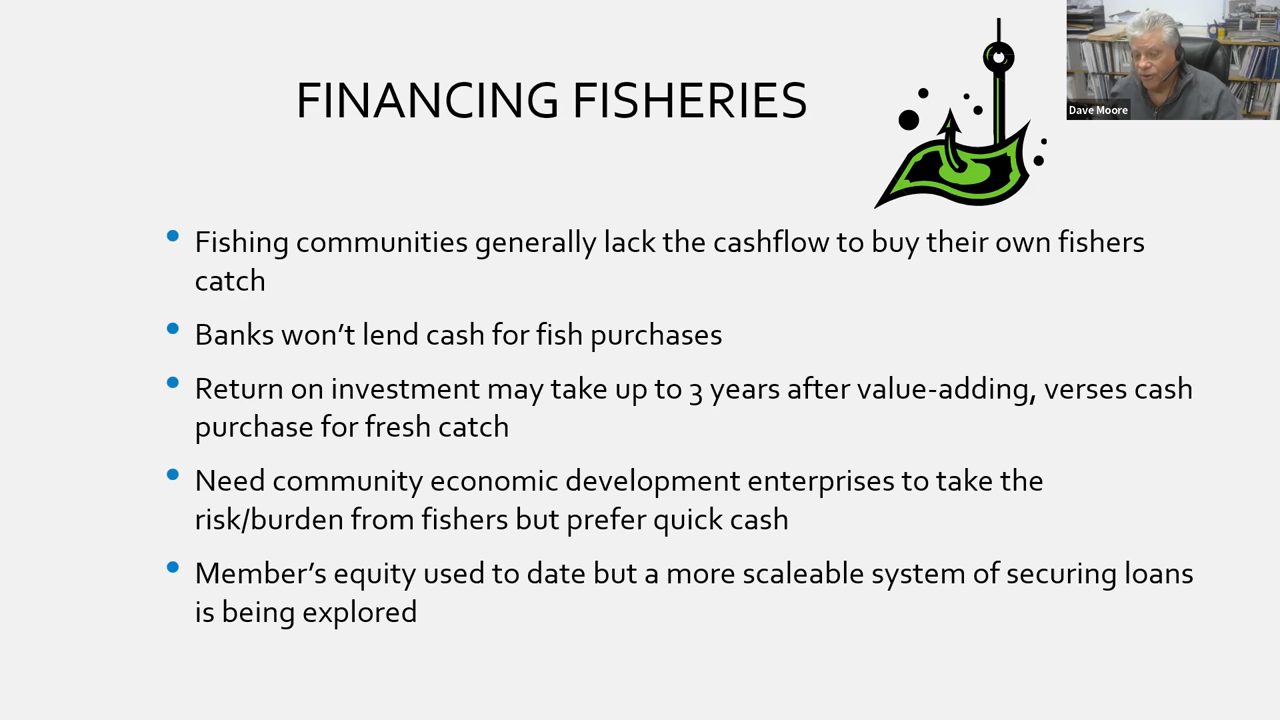 FINANCING FISHERIES
Dave Moore
Fishing communities generally lack the cashflow to buy their own fishers
catch
Banks won't lend cash for fish purchases
Return on investment may take up to 3 years after value-adding, verses cash
purchase for fresh catch
Need community economic development enterprises to take the
risk/burden from fishers but prefer quick cash
Member's equity used to date but a more scaleable system of securing loans
is being explored